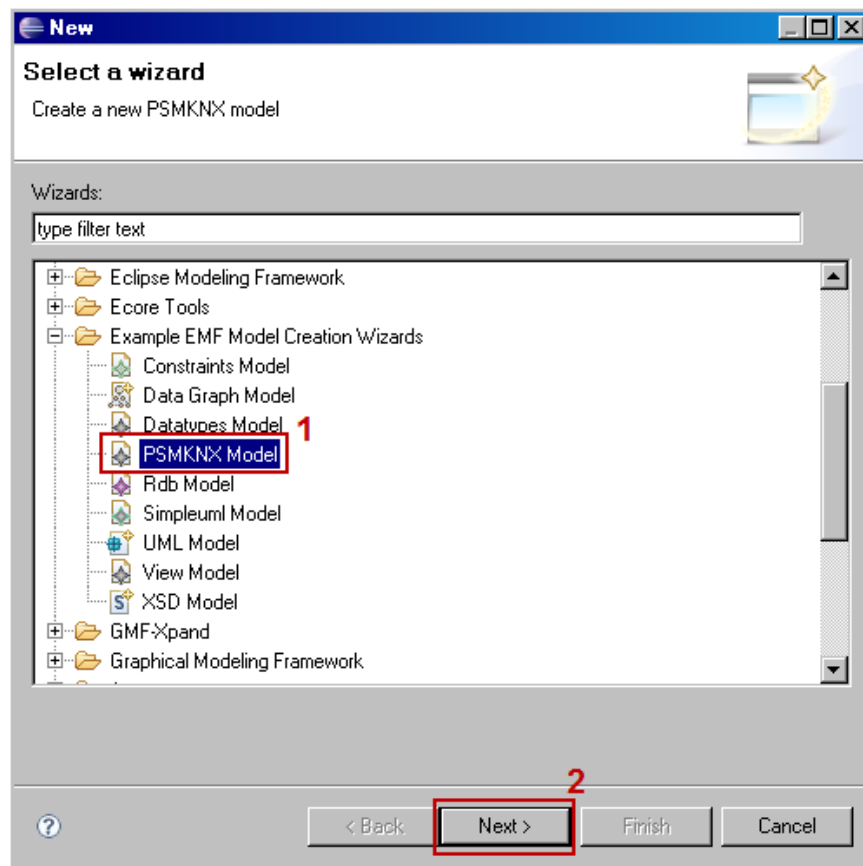 New
Select a wizard
Create a new PSMKNX model
Wizards:
type filter text
Eclipse Modeling Framework
Ecore Tools
Example EMF Model Creation Wizards
Constraints Model
Data Graph Model
Datatypes Model
1
PSMKNX Model
Rdb Model
Simpleuml Model
UML Model
View Model
XSD Model
GMF-Xpand
Graphical Modeling Framework
2
< Back Next > Finish Cancel